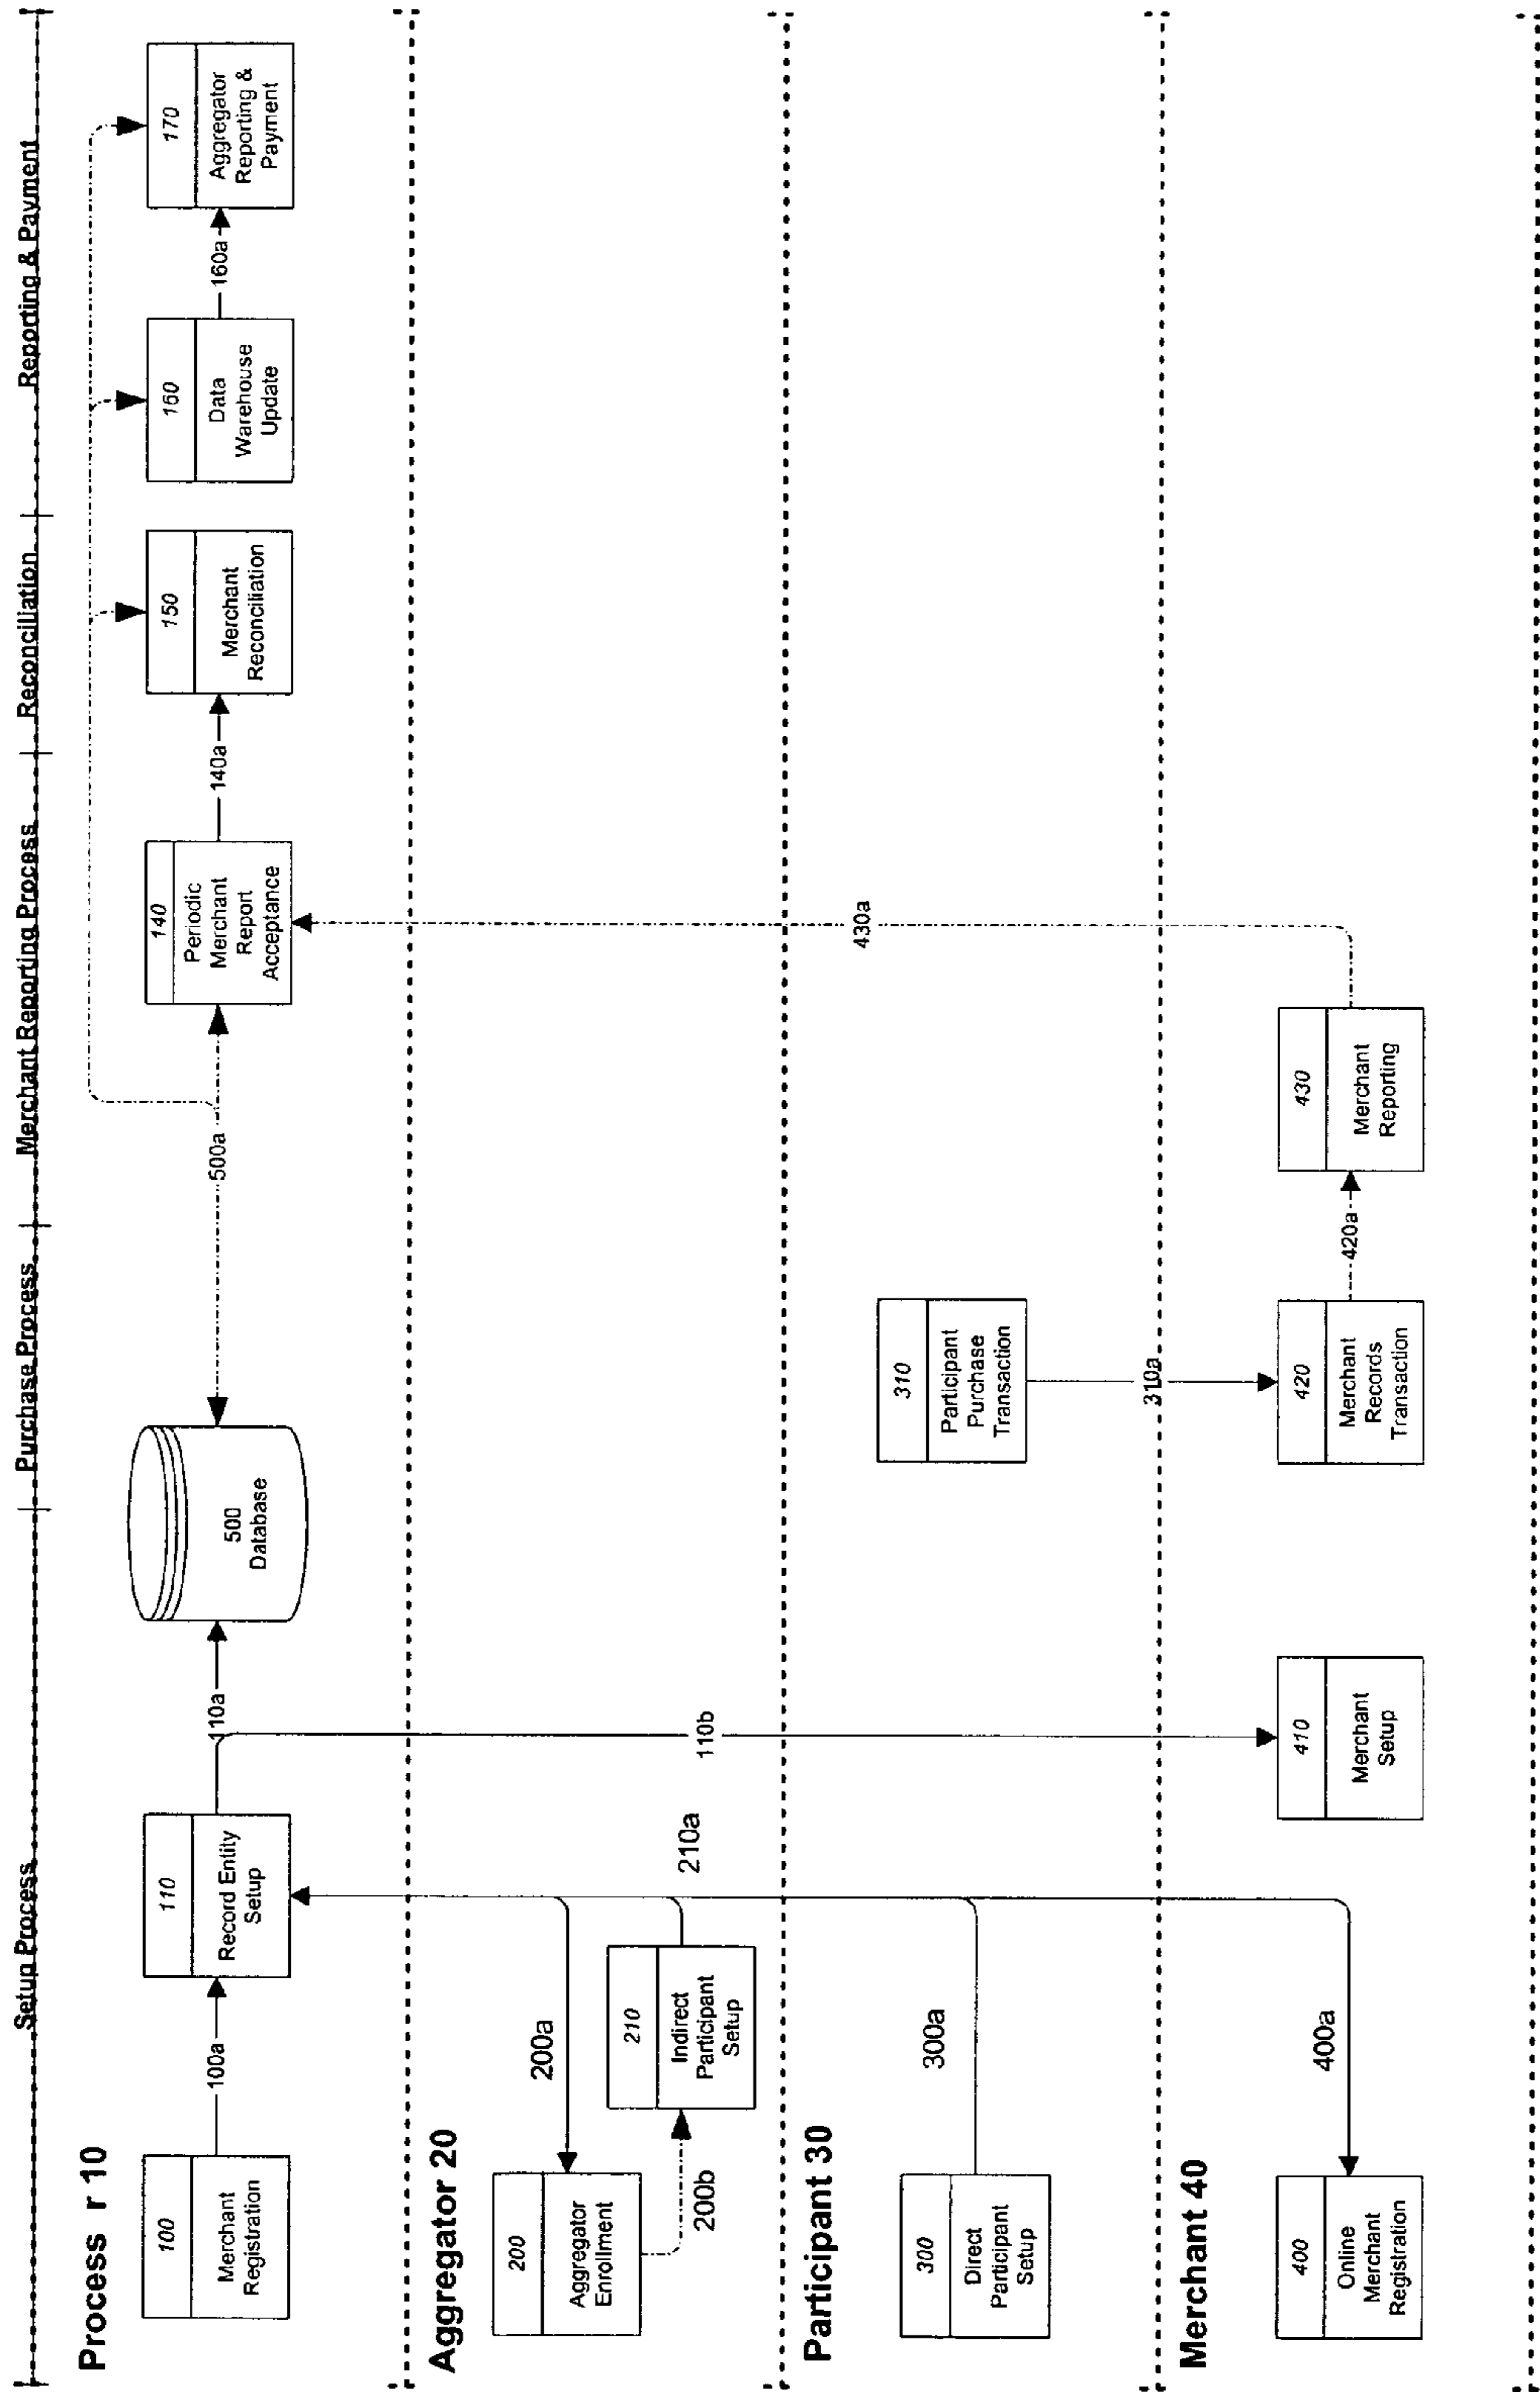 Setup Process
Purchase Process
Merchant Reporting Process
Reconciliation
Reporting & Payment
Process r 10
100
Merchant
Registration
100a
110
Record Entity
Setup
110a
500
Database
500a
140
Periodic
Merchant
Report
Acceptance
140a
150
Merchant
Reconciliation
160
Data
Warehouse
Update
160a
170
Aggregator
Reporting &
Payment
Aggregator 20
200
Aggregator
Enrollment
200a
200b
210
Indirect
Participant
Setup
210a
110b
Participant 30
300
Direct
Participant
Setup
300a
310
Participant
Purchase
Transaction
310a
430a
Merchant 40
400
Online
Merchant
Registration
400a
410
Merchant
Setup
420
Merchant
Records
Transaction
420a
430
Merchant
Reporting